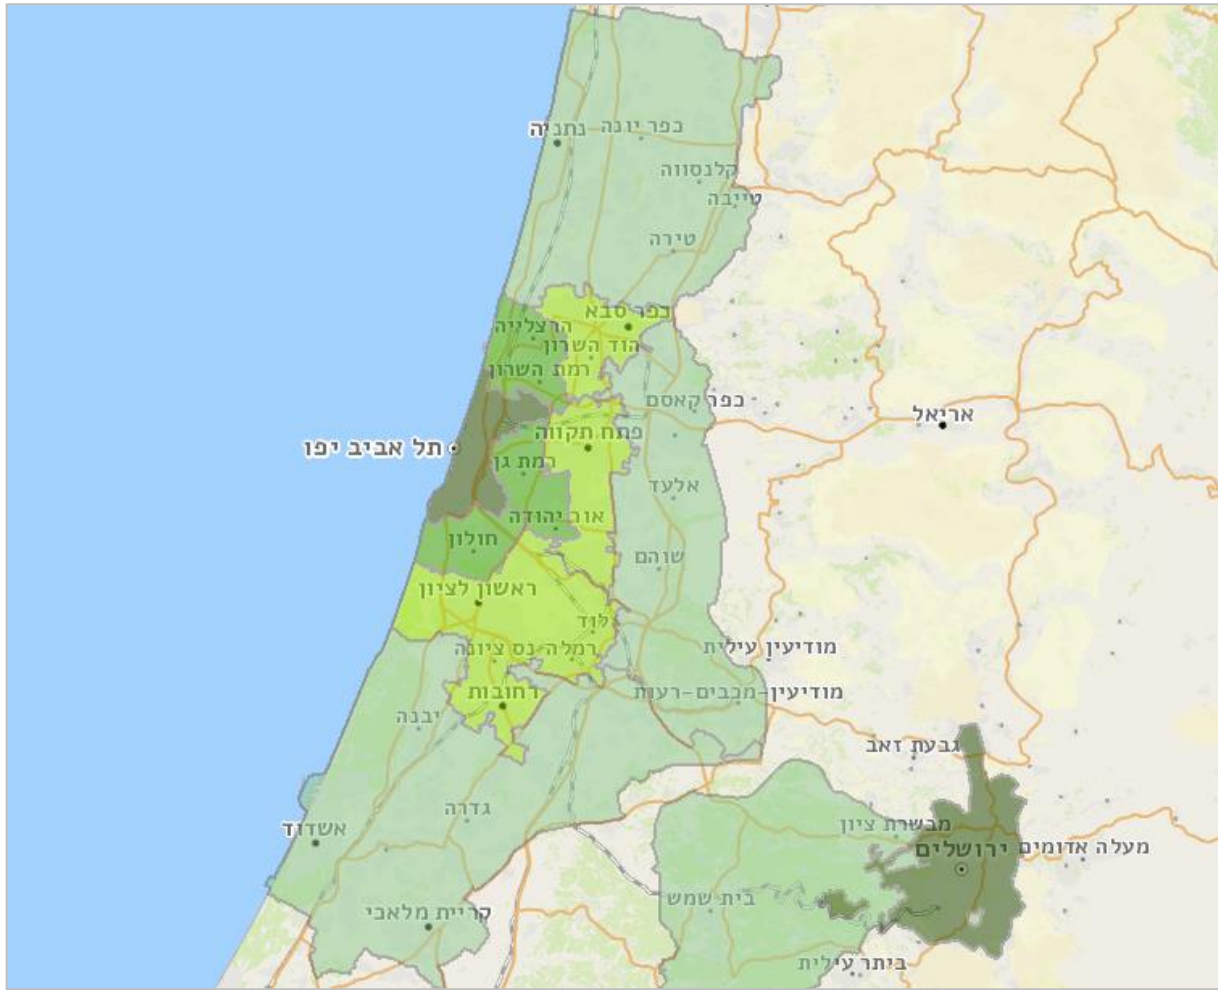 נתניה
כפר יונה
קלנסווה
טייבה
טירה
כפר סבא
הרצלייה
הוד השרון
רמת השרון
כפר קאסם
אריאל
פתח תקווה
תל אביב יפו
רמת גן
אלעד
אור יהודה
חולון
שוהם
ראשון לציון
לוד
רמלה
נס ציונה
מודיעין עילית
רחובות
מודיעין-מכבים-רעות
יבנה
גבעת זאב
גדרה
מבשרת ציון
אשדוד
ירושלים
מעלה אדומים
בית שמש
קריית מלאכי
ביתר עילית